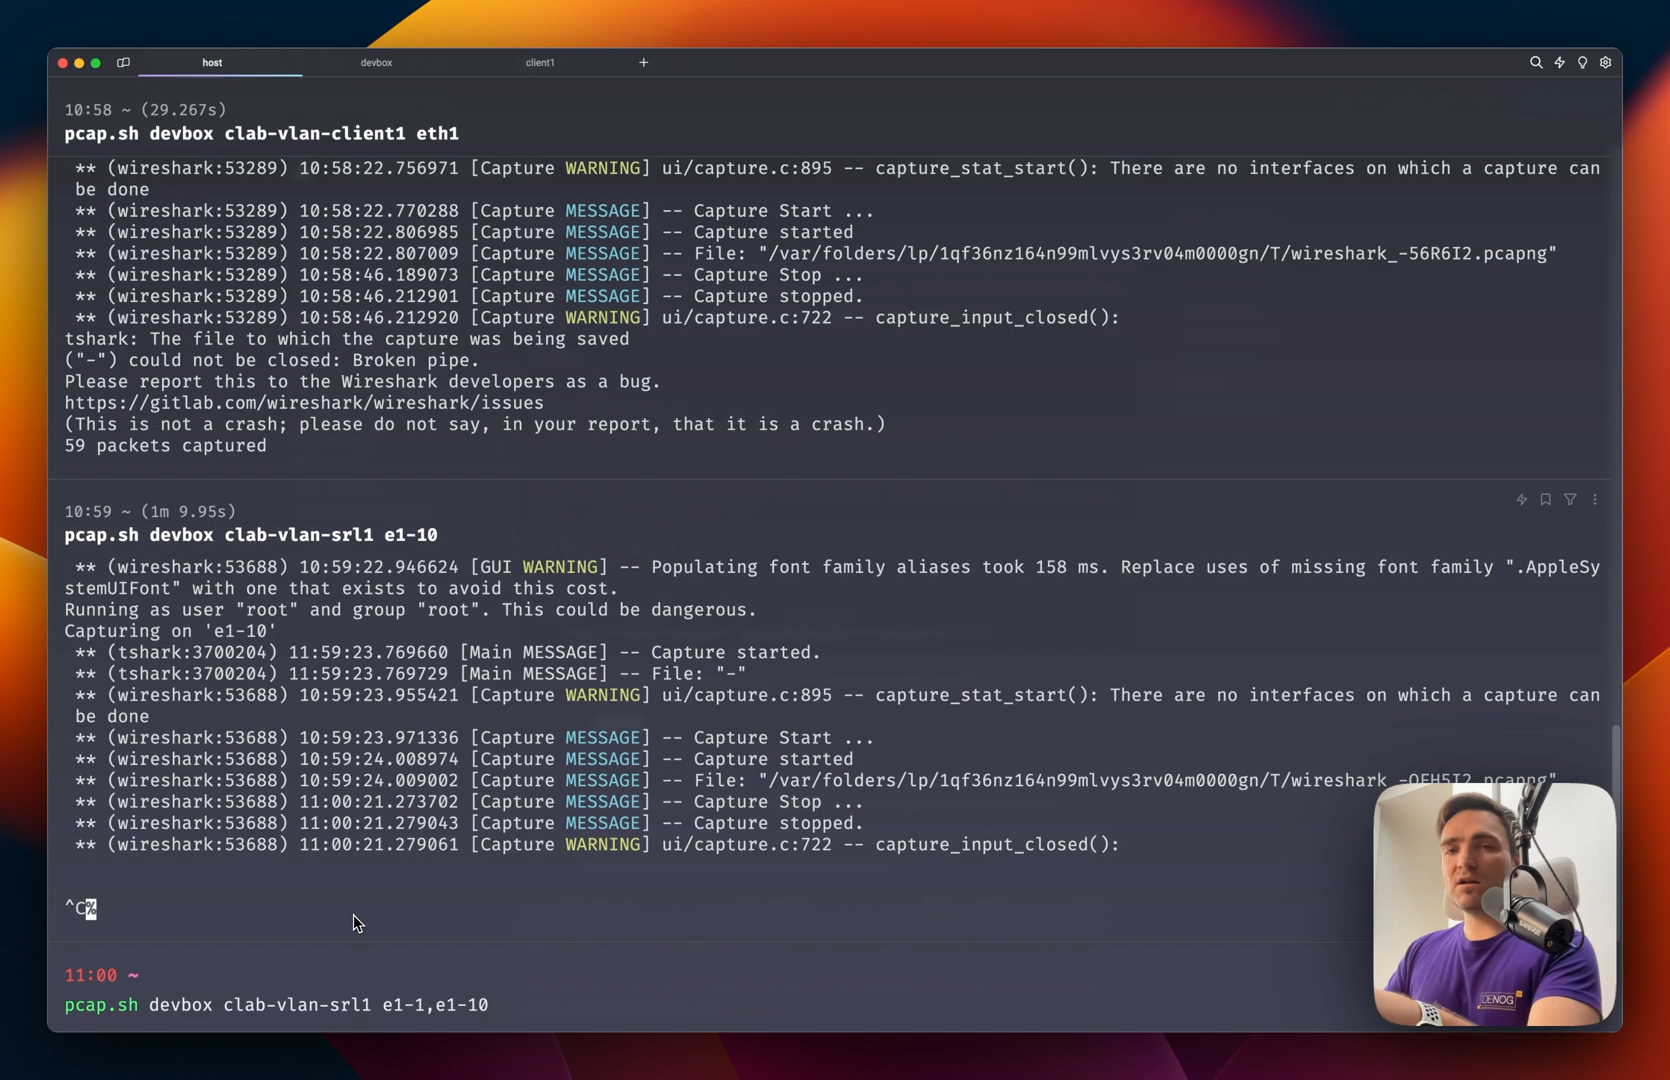 host
devbox
client1
+
10:58 ~ (29.267s)
pcap.sh devbox clab-vlan-client1 eth1
** (wireshark:53289) 10:58:22.756971 [Capture WARNING] ui/capture.c:895 -- capture_stat_start(): There are no interfaces on which a capture can
be done
** (wireshark:53289) 10:58:22.770288 [Capture MESSAGE] -- Capture Start ...
** (wireshark:53289) 10:58:22.806985 [Capture MESSAGE] -- Capture started
** (wireshark:53289) 10:58:22.807009 [Capture MESSAGE] -- File: "/var/folders/lp/1qf36nz164n99mlvys3rv04m0000gn/T/wireshark_-56R6I2.pcapng"
** (wireshark:53289) 10:58:46.189073 [Capture MESSAGE] -- Capture Stop ...
** (wireshark:53289) 10:58:46.212901 [Capture MESSAGE] -- Capture stopped.
** (wireshark:53289) 10:58:46.212920 [Capture WARNING] ui/capture.c:722 -- capture_input_closed():
tshark: The file to which the capture was being saved
("-") could not be closed: Broken pipe.
Please report this to the Wireshark developers as a bug.
https://gitlab.com/wireshark/wireshark/issues
(This is not a crash; please do not say, in your report, that it is a crash.)
59 packets captured
10:59 ~ (1m 9.95s)
pcap.sh devbox clab-vlan-srl1 e1-10
** (wireshark:53688) 10:59:22.946624 [GUI WARNING] -- Populating font family aliases took 158 ms. Replace uses of missing font family ".AppleSy
stemUIFont" with one that exists to avoid this cost.
Running as user "root" and group "root". This could be dangerous.
Capturing on 'e1-10'
** (tshark:3700204) 11:59:23.769660 [Main MESSAGE] -- Capture started.
** (tshark:3700204) 11:59:23.769729 [Main MESSAGE] -- File: "-"
** (wireshark:53688) 10:59:23.955421 [Capture WARNING] ui/capture.c:895 -- capture_stat_start(): There are no interfaces on which a capture can
be done
** (wireshark:53688) 10:59:23.971336 [Capture MESSAGE] -- Capture Start ...
** (wireshark:53688) 10:59:24.008974 [Capture MESSAGE] -- Capture started
** (wireshark:53688) 10:59:24.009002 [Capture MESSAGE] -- File: "/var/folders/lp/1qf36nz164n99mlvys3rv04m0000gn/T/wireshark
** (wireshark:53688) 11:00:21.273702 [Capture MESSAGE] -- Capture Stop ...
** (wireshark:53688) 11:00:21.279043 [Capture MESSAGE] -- Capture stopped.
** (wireshark:53688) 11:00:21.279061 [Capture WARNING] ui/capture.c:722 -- capture_input_closed():
^C%
11:00 ~
pcap.sh devbox clab-vlan-srl1 e1-1,e1-10
DENOG